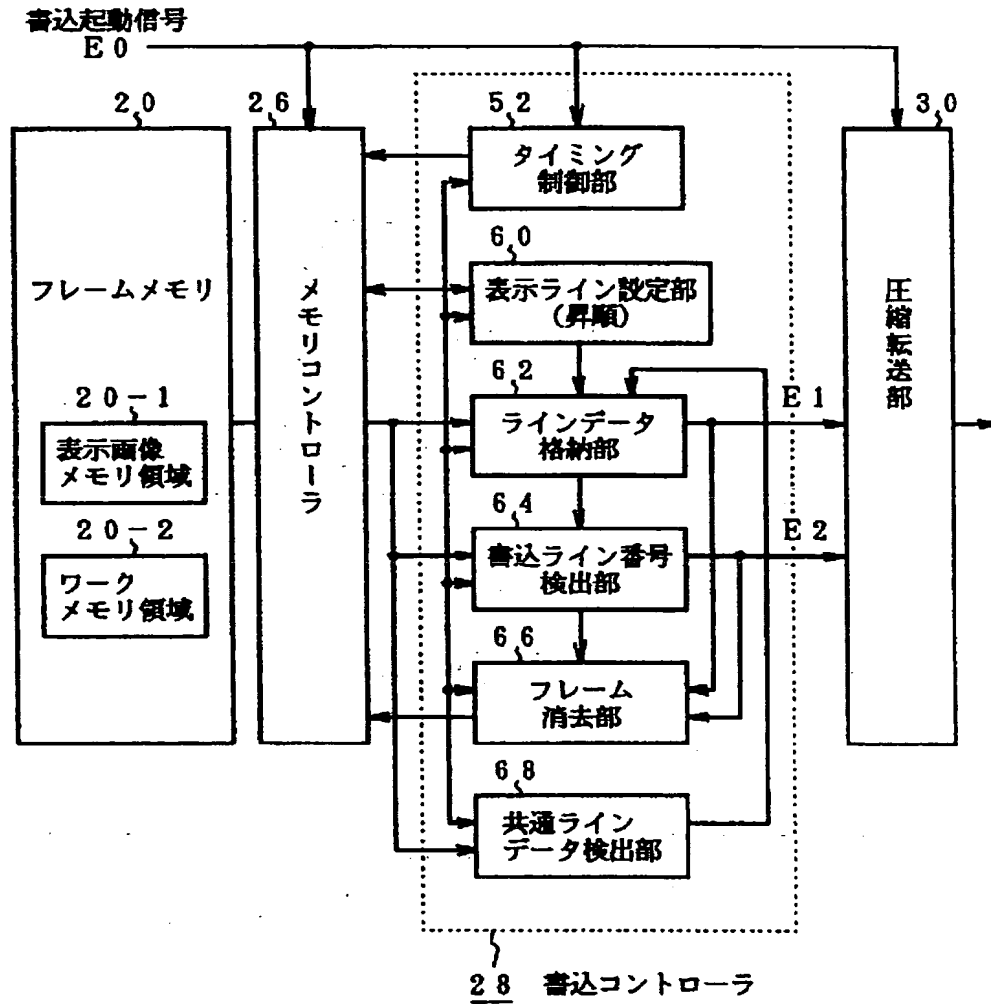 書込起動信号
E0
20
26
52
30
タイミング
制御部
60
表示ライン設定部
(昇順)
フレームメモリ
メモリコントローラ
圧縮転送部
62
E1
ラインデータ
格納部
20-1
表示画像
メモリ領域
64
E2
書込ライン番号
検出部
20-2
ワーク
メモリ領域
66
フレーム
消去部
68
共通ライン
データ検出部
28 書込コントローラ